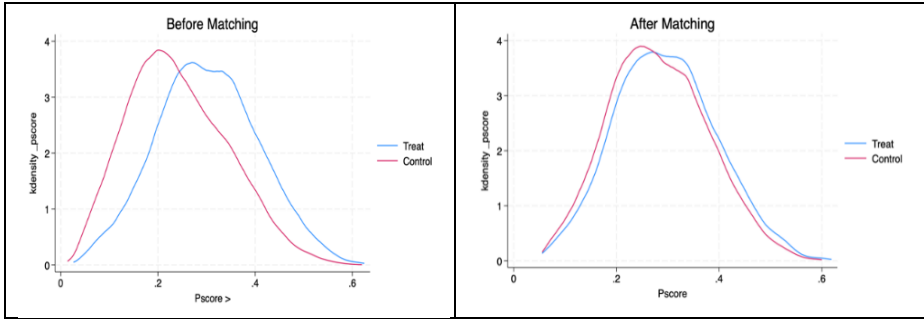 Before Matching
4
3
2
1
0
kdensity _pscore
0
.2
.4
.6
Pscore >
Treat
Control
After Matching
4
3
2
1
0
kdensity _pscore
0
.2
.4
.6
Pscore
Treat
Control